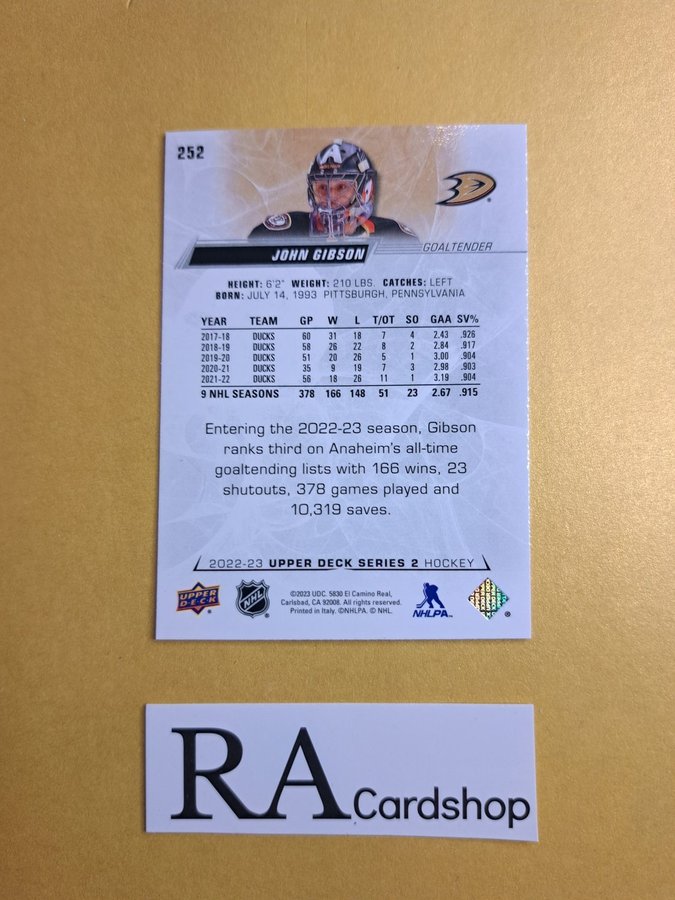 252
JOHN GIBSON
GOALTENDER
HEIGHT: 6'2" WEIGHT: 210 LBS. CATCHES: LEFT
BORN: JULY 14, 1993 PITTSBURGH, PENNSYLVANIA
YEAR TEAM GP W L T/OT SO GAA SV%
2017-18 DUCKS 60 31 18 7 4 2.43 .926
2018-19 DUCKS 58 26 22 8 2 2.84 .917
2019-20 DUCKS 51 20 26 5 1 3.00 .904
2020-21 DUCKS 35 9 19 7 3 2.98 .903
2021-22 DUCKS 56 18 26 11 1 3.19 .904
9 NHL SEASONS 378 166 148 51 23 2.67 .915
Entering the 2022-23 season, Gibson
ranks third on Anaheim's all-time
goaltending lists with 166 wins, 23
shutouts, 378 games played and
10,319 saves.
2022-23 UPPER DECK SERIES 2 HOCKEY
UPPER DECK
NHL
©2023 UDC. 5830 El Camino Real,
Carlsbad, CA 92008. All rights reserved.
Printed in Italy. ©NHLPA. © NHL.
NHLPA™
RA Cardshop